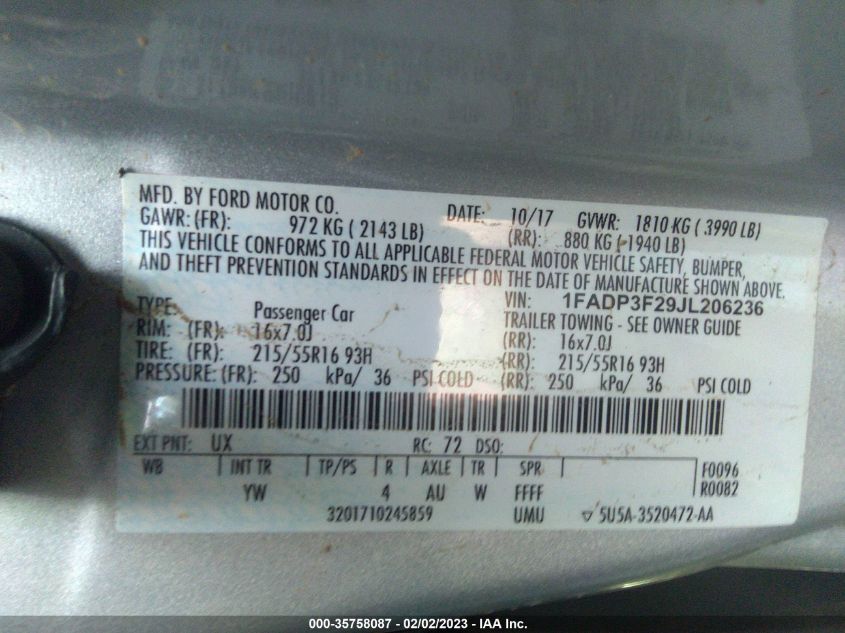 MFD. BY FORD MOTOR CO. DATE: 10/17 GVWR: 1810 KG ( 3990 LB)
GAWR: (FR): 972 KG ( 2143 LB) (RR): 880 KG ( 1940 LB)
THIS VEHICLE CONFORMS TO ALL APPLICABLE FEDERAL MOTOR VEHICLE SAFETY, BUMPER,
AND THEFT PREVENTION STANDARDS IN EFFECT ON THE DATE OF MANUFACTURE SHOWN ABOVE.
VIN: 1FADP3F29JL206236
TYPE: Passenger Car TRAILER TOWING - SEE OWNER GUIDE
RIM: (FR): 16x7.0J (RR): 16x7.0J
TIRE: (FR): 215/55R16 93H (RR): 215/55R16 93H
PRESSURE: (FR): 250 kPa/ 36 PSI COLD (RR): 250 kPa/ 36 PSI COLD
EXT PNT: UX RC: 72 DSO:
WB INT TR TP/PS R AXLE TR SPR F0096
YW 4 AU W FFFF R0082
3201710245859 UMU ▽ 5U5A-3520472-AA
000-35758087 - 02/02/2023 - IAA Inc.